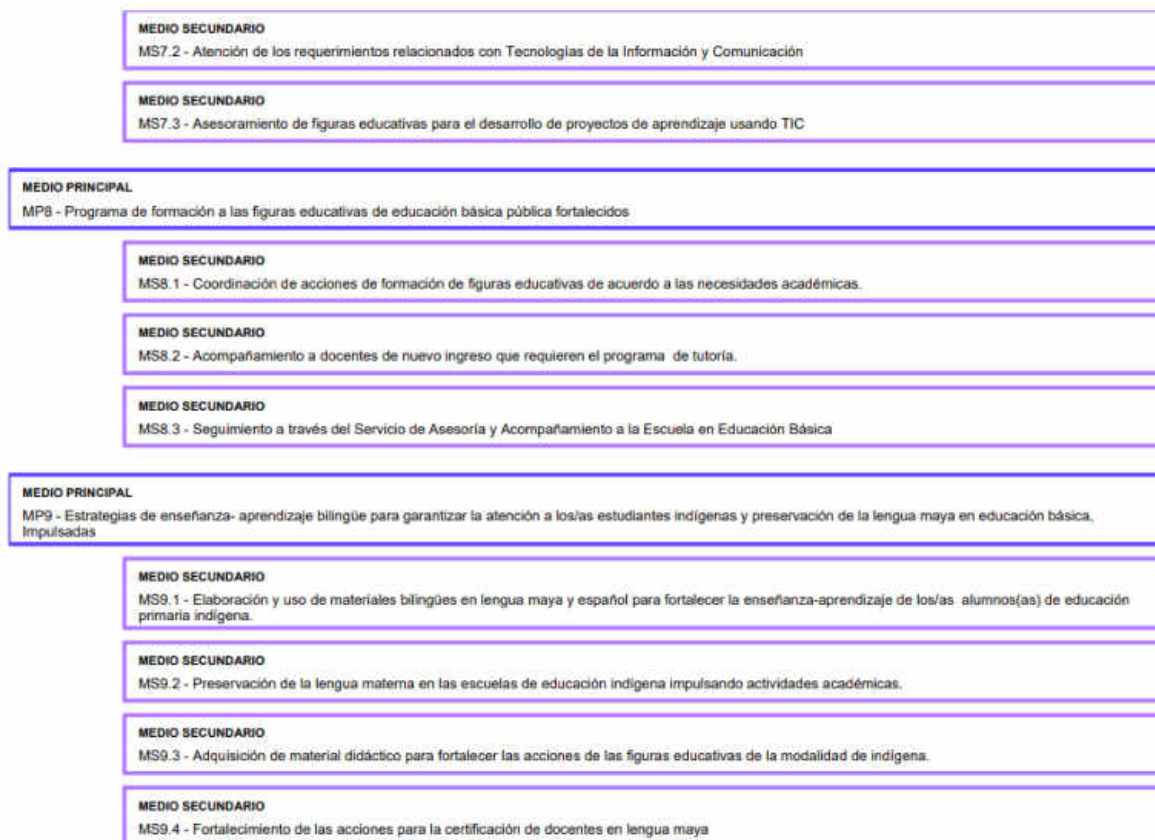 MEDIO SECUNDARIO
MS7.2 - Atención de los requerimientos relacionados con Tecnologías de la Información y Comunicación
MEDIO SECUNDARIO
MS7.3 - Asesoramiento de figuras educativas para el desarrollo de proyectos de aprendizaje usando TIC
MEDIO PRINCIPAL
MP8 - Programa de formación a las figuras educativas de educación básica pública fortalecidos
MEDIO SECUNDARIO
MS8.1 - Coordinación de acciones de formación de figuras educativas de acuerdo a las necesidades académicas.
MEDIO SECUNDARIO
MS8.2 - Acompañamiento a docentes de nuevo ingreso que requieren el programa de tutoría.
MEDIO SECUNDARIO
MS8.3 - Seguimiento a través del Servicio de Asesoría y Acompañamiento a la Escuela en Educación Básica
MEDIO PRINCIPAL
MP9 - Estrategias de enseñanza- aprendizaje bilingüe para garantizar la atención a los/as estudiantes indígenas y preservación de la lengua maya en educación básica,
Impulsadas
MEDIO SECUNDARIO
MS9.1 - Elaboración y uso de materiales bilingües en lengua maya y español para fortalecer la enseñanza-aprendizaje de los/as alumnos(as) de educación
primaria indígena.
MEDIO SECUNDARIO
MS9.2 - Preservación de la lengua materna en las escuelas de educación indígena impulsando actividades académicas.
MEDIO SECUNDARIO
MS9.3 - Adquisición de material didáctico para fortalecer las acciones de las figuras educativas de la modalidad de indígena.
MEDIO SECUNDARIO
MS9.4 - Fortalecimiento de las acciones para la certificación de docentes en lengua maya